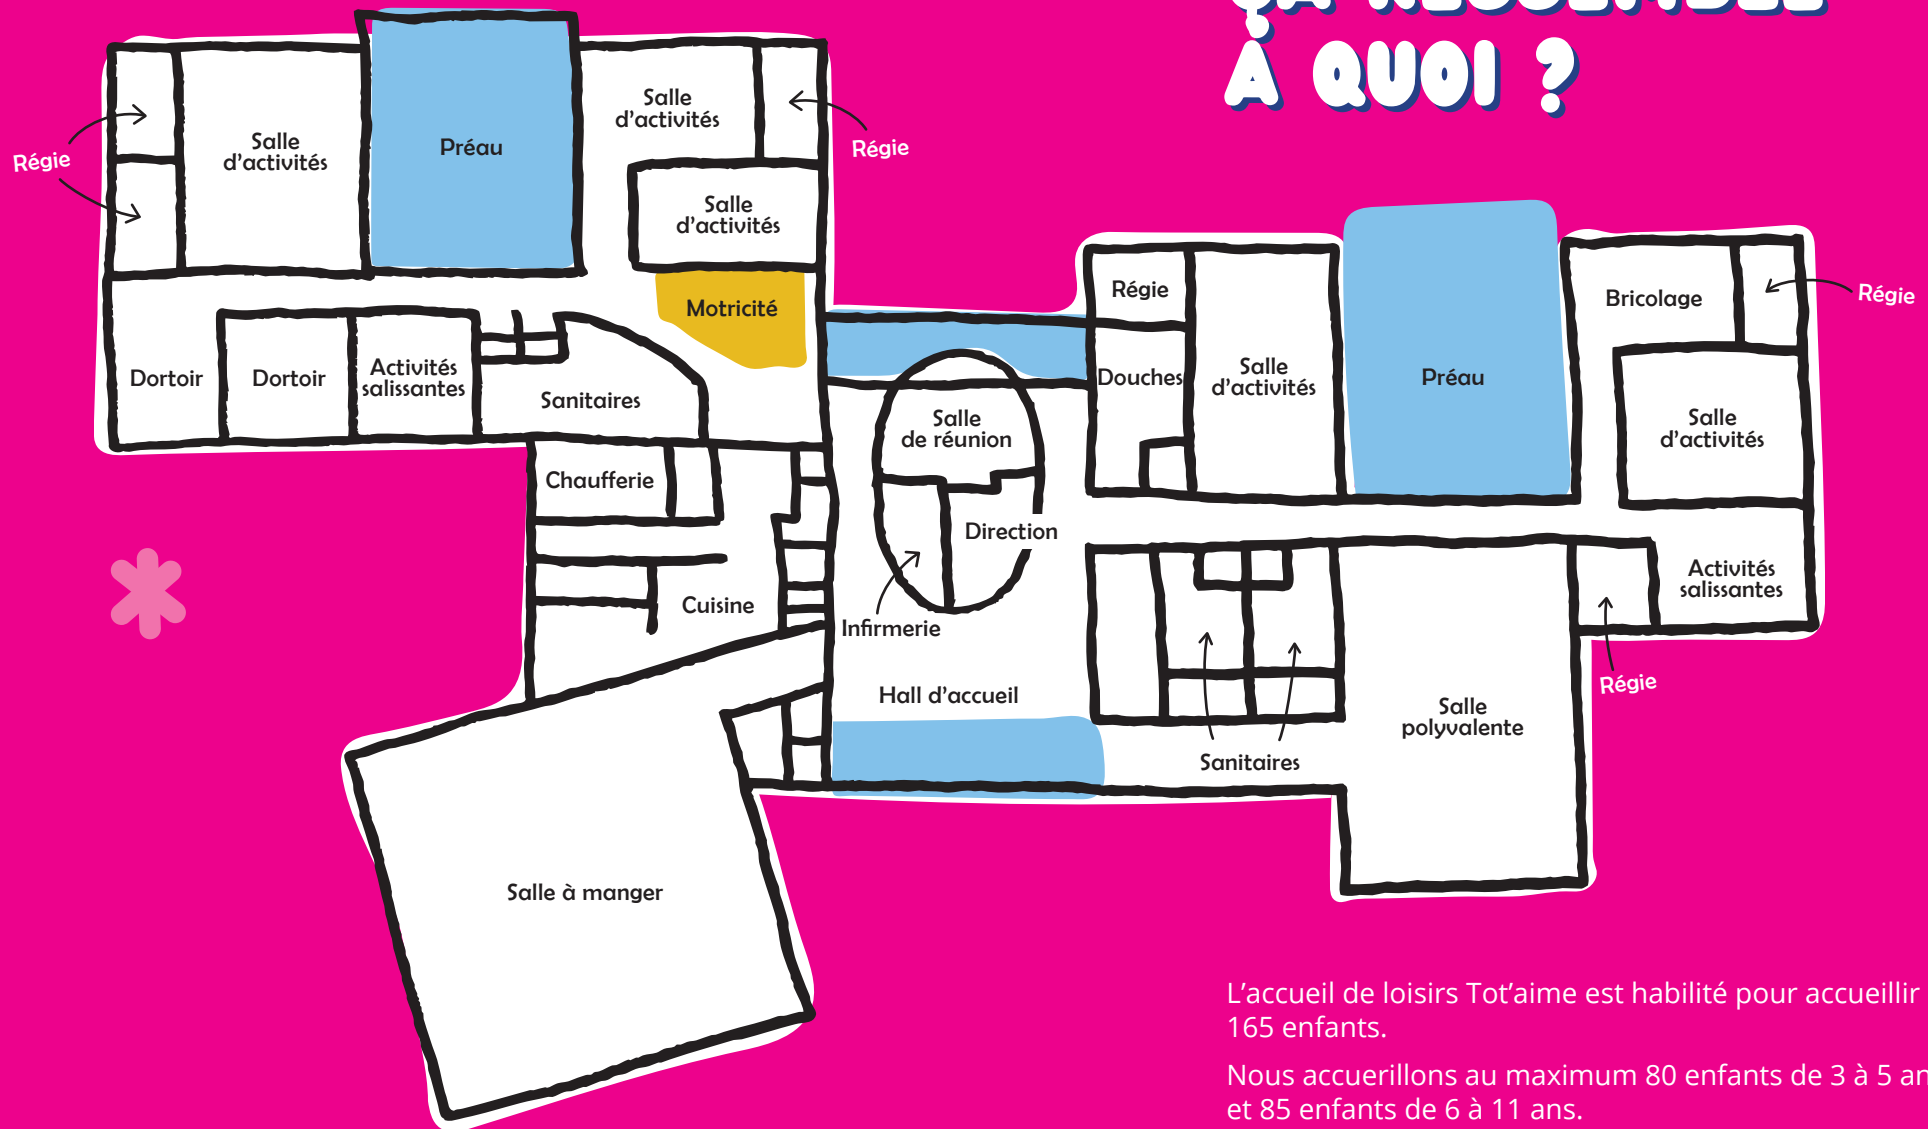 ÇA RESSEMBLE
À QUOI ?
Régie
Salle
d'activités
Préau
Salle
d'activités
Régie
Salle
d'activités
Motricité
Dortoir
Dortoir
Activités
salissantes
Sanitaires
Chaufferie
Cuisine
Salle à manger
Salle
de réunion
Direction
Infirmerie
Hall d'accueil
Régie
Douches
Salle
d'activités
Préau
Bricolage
Régie
Salle
d'activités
Activités
salissantes
Régie
Sanitaires
Salle
polyvalente
L’accueil de loisirs Tot’aime est habilité pour accueillir
165 enfants.
Nous accuerillons au maximum 80 enfants de 3 à 5 an
et 85 enfants de 6 à 11 ans.